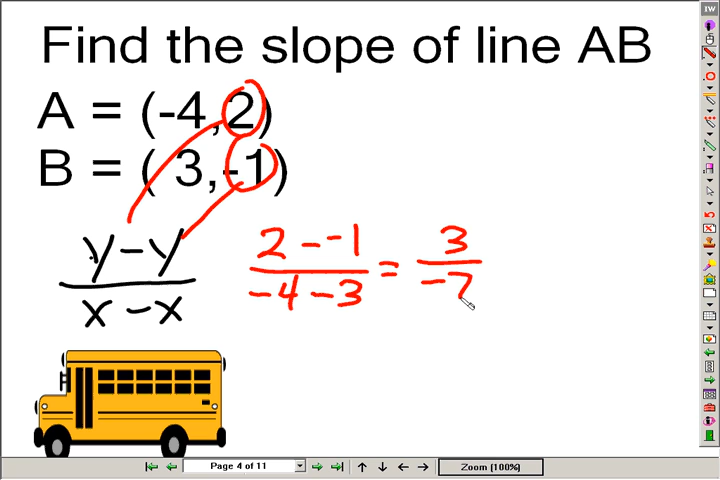 Find the slope of line AB
A = (-4,2)
B = ( 3,-1)
y - y
x - x
2 - -1
-4 - 3
=
3
-7
IW
Page 4 of 11
Zoom (100%)